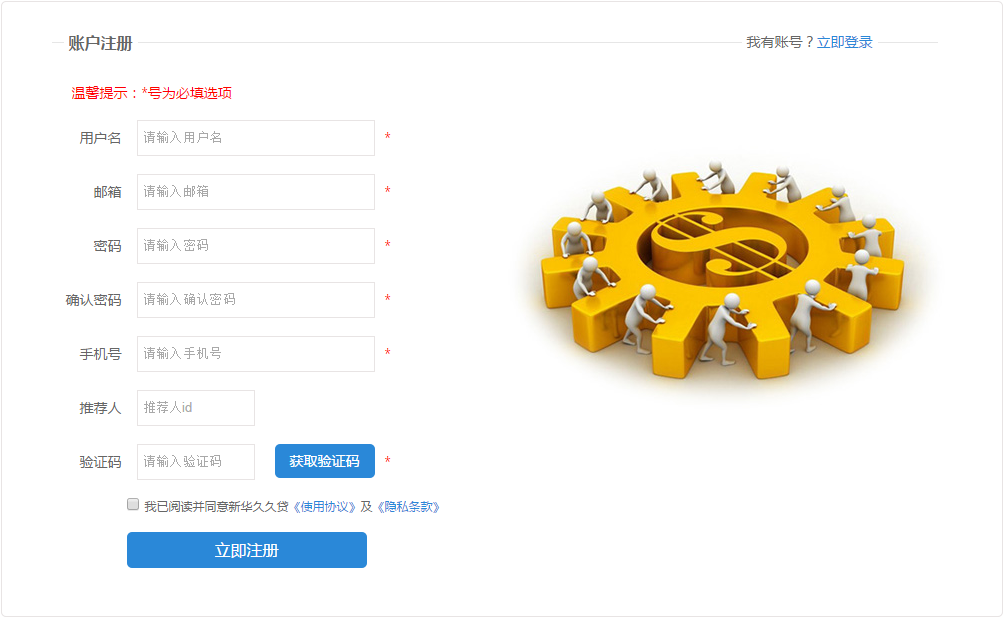 账户注册
我有账号？立即登录
温馨提示：*号为必填选项
用户名 请输入用户名 *
邮箱 请输入邮箱 *
密码 请输入密码 *
确认密码 请输入确认密码 *
手机号 请输入手机号 *
推荐人 推荐人id
验证码 请输入验证码 获取验证码 *
我已阅读并同意新华久久贷《使用协议》及《隐私条款》
立即注册